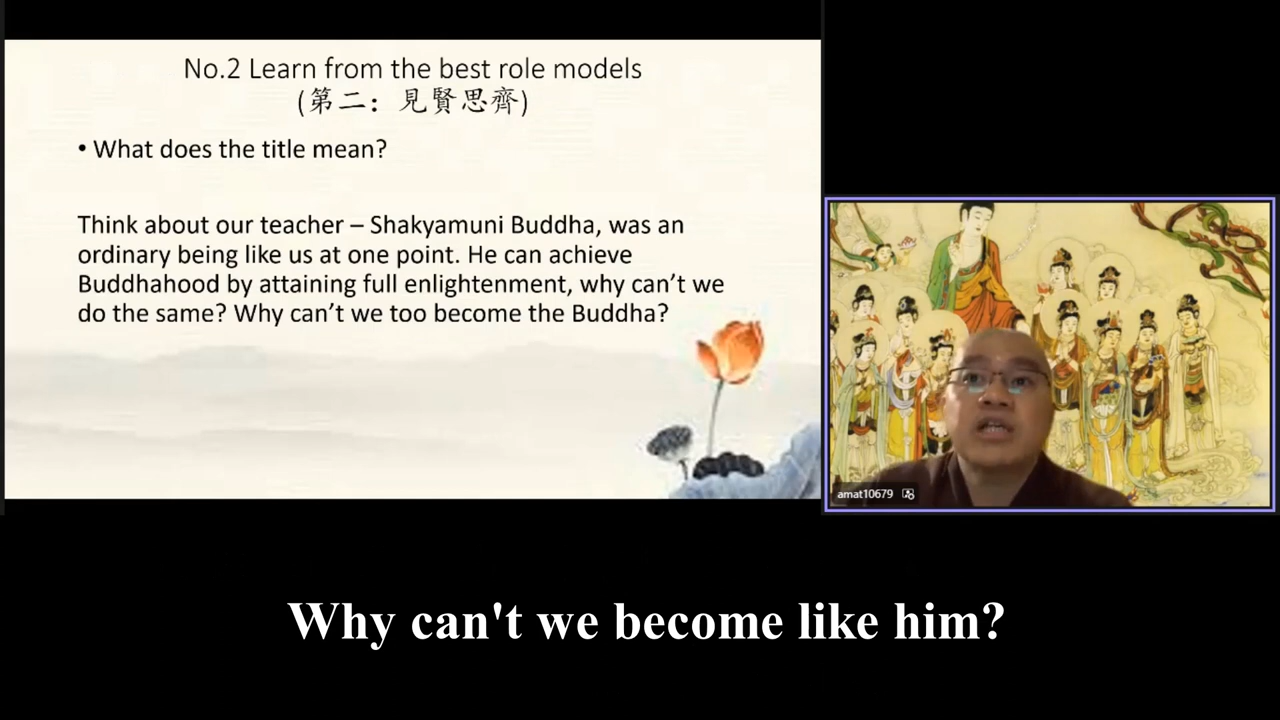 No.2 Learn from the best role models
(第二：見賢思齊)
• What does the title mean?
Think about our teacher – Shakyamuni Buddha, was an
ordinary being like us at one point. He can achieve
Buddhahood by attaining full enlightenment, why can’t we
do the same? Why can’t we too become the Buddha?
amat10679
Why can't we become like him?